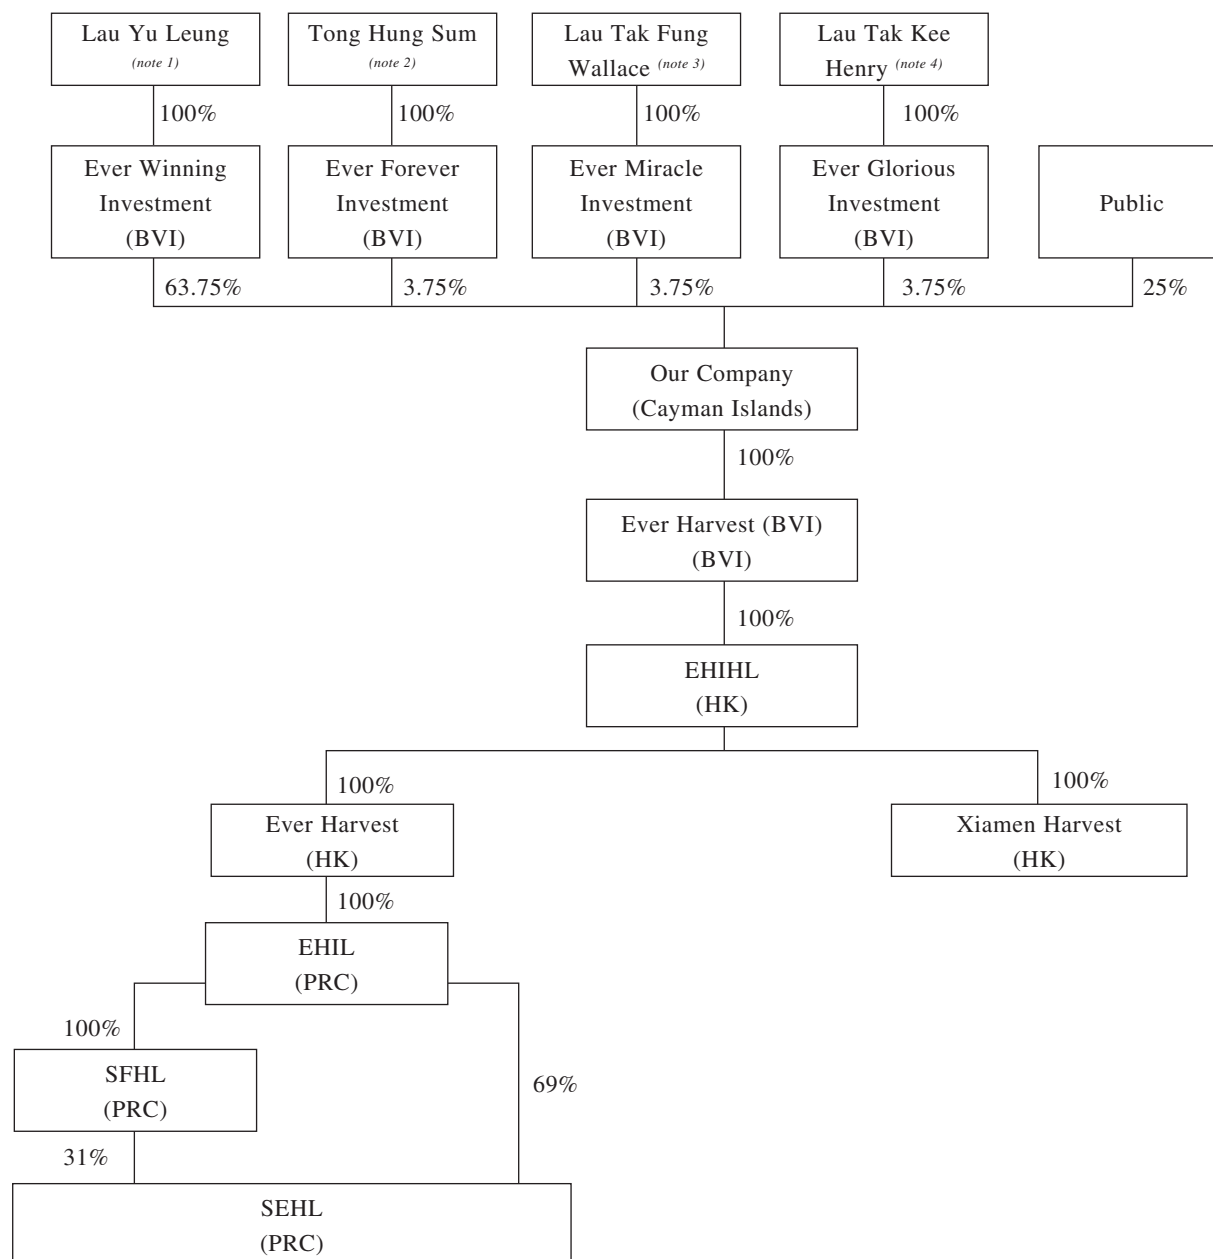 Lau Yu Leung
(note 1)
Tong Hung Sum
(note 2)
Lau Tak Fung
Wallace (note 3)
Lau Tak Kee
Henry (note 4)
100%
100%
100%
100%
Ever Winning
Investment
(BVI)
Ever Forever
Investment
(BVI)
Ever Miracle
Investment
(BVI)
Ever Glorious
Investment
(BVI)
Public
63.75%
3.75%
3.75%
3.75%
25%
Our Company
(Cayman Islands)
100%
Ever Harvest (BVI)
(BVI)
100%
EHIHL
(HK)
100%
100%
Ever Harvest
(HK)
Xiamen Harvest
(HK)
100%
EHIL
(PRC)
100%
SFHL
(PRC)
69%
31%
SEHL
(PRC)